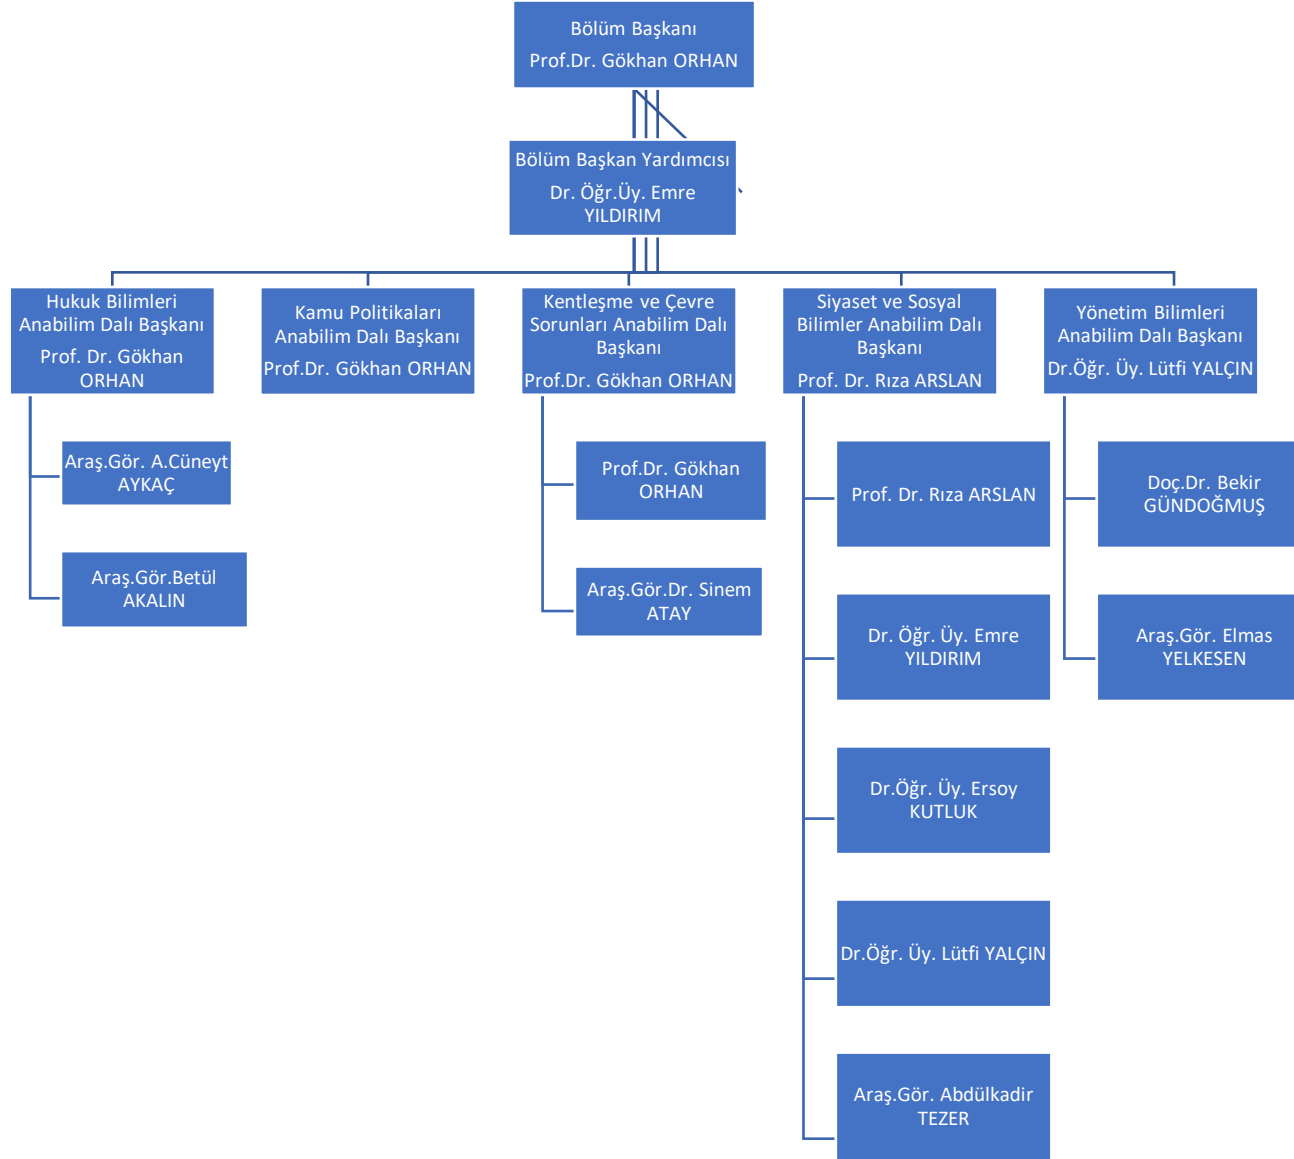 Bölüm Başkanı
Prof.Dr. Gökhan ORHAN
Bölüm Başkan Yardımcısı
Dr. Öğr.Üy. Emre
YILDIRIM
Hukuk Bilimleri
Anabilim Dalı Başkanı
Prof. Dr. Gökhan
ORHAN
Kamu Politikaları
Anabilim Dalı Başkanı
Prof.Dr. Gökhan ORHAN
Kentleşme ve Çevre
Sorunları Anabilim Dalı
Başkanı
Prof.Dr. Gökhan ORHAN
Siyaset ve Sosyal
Bilimler Anabilim Dalı
Başkanı
Prof. Dr. Rıza ARSLAN
Yönetim Bilimleri
Anabilim Dalı Başkanı
Dr.Öğr. Üy. Lütfi YALÇIN
Araş.Gör. A.Cüneyt
AYKAÇ
Araş.Gör.Betül
AKALIN
Prof.Dr. Gökhan
ORHAN
Araş.Gör.Dr. Sinem
ATAY
Prof. Dr. Rıza ARSLAN
Dr. Öğr. Üy. Emre
YILDIRIM
Dr.Öğr. Üy. Ersoy
KUTLUK
Dr.Öğr. Üy. Lütfi YALÇIN
Araş.Gör. Abdülkadir
TEZER
Doç.Dr. Bekir
GÜNDOĞMUŞ
Araş.Gör. Elmas
YELKESEN